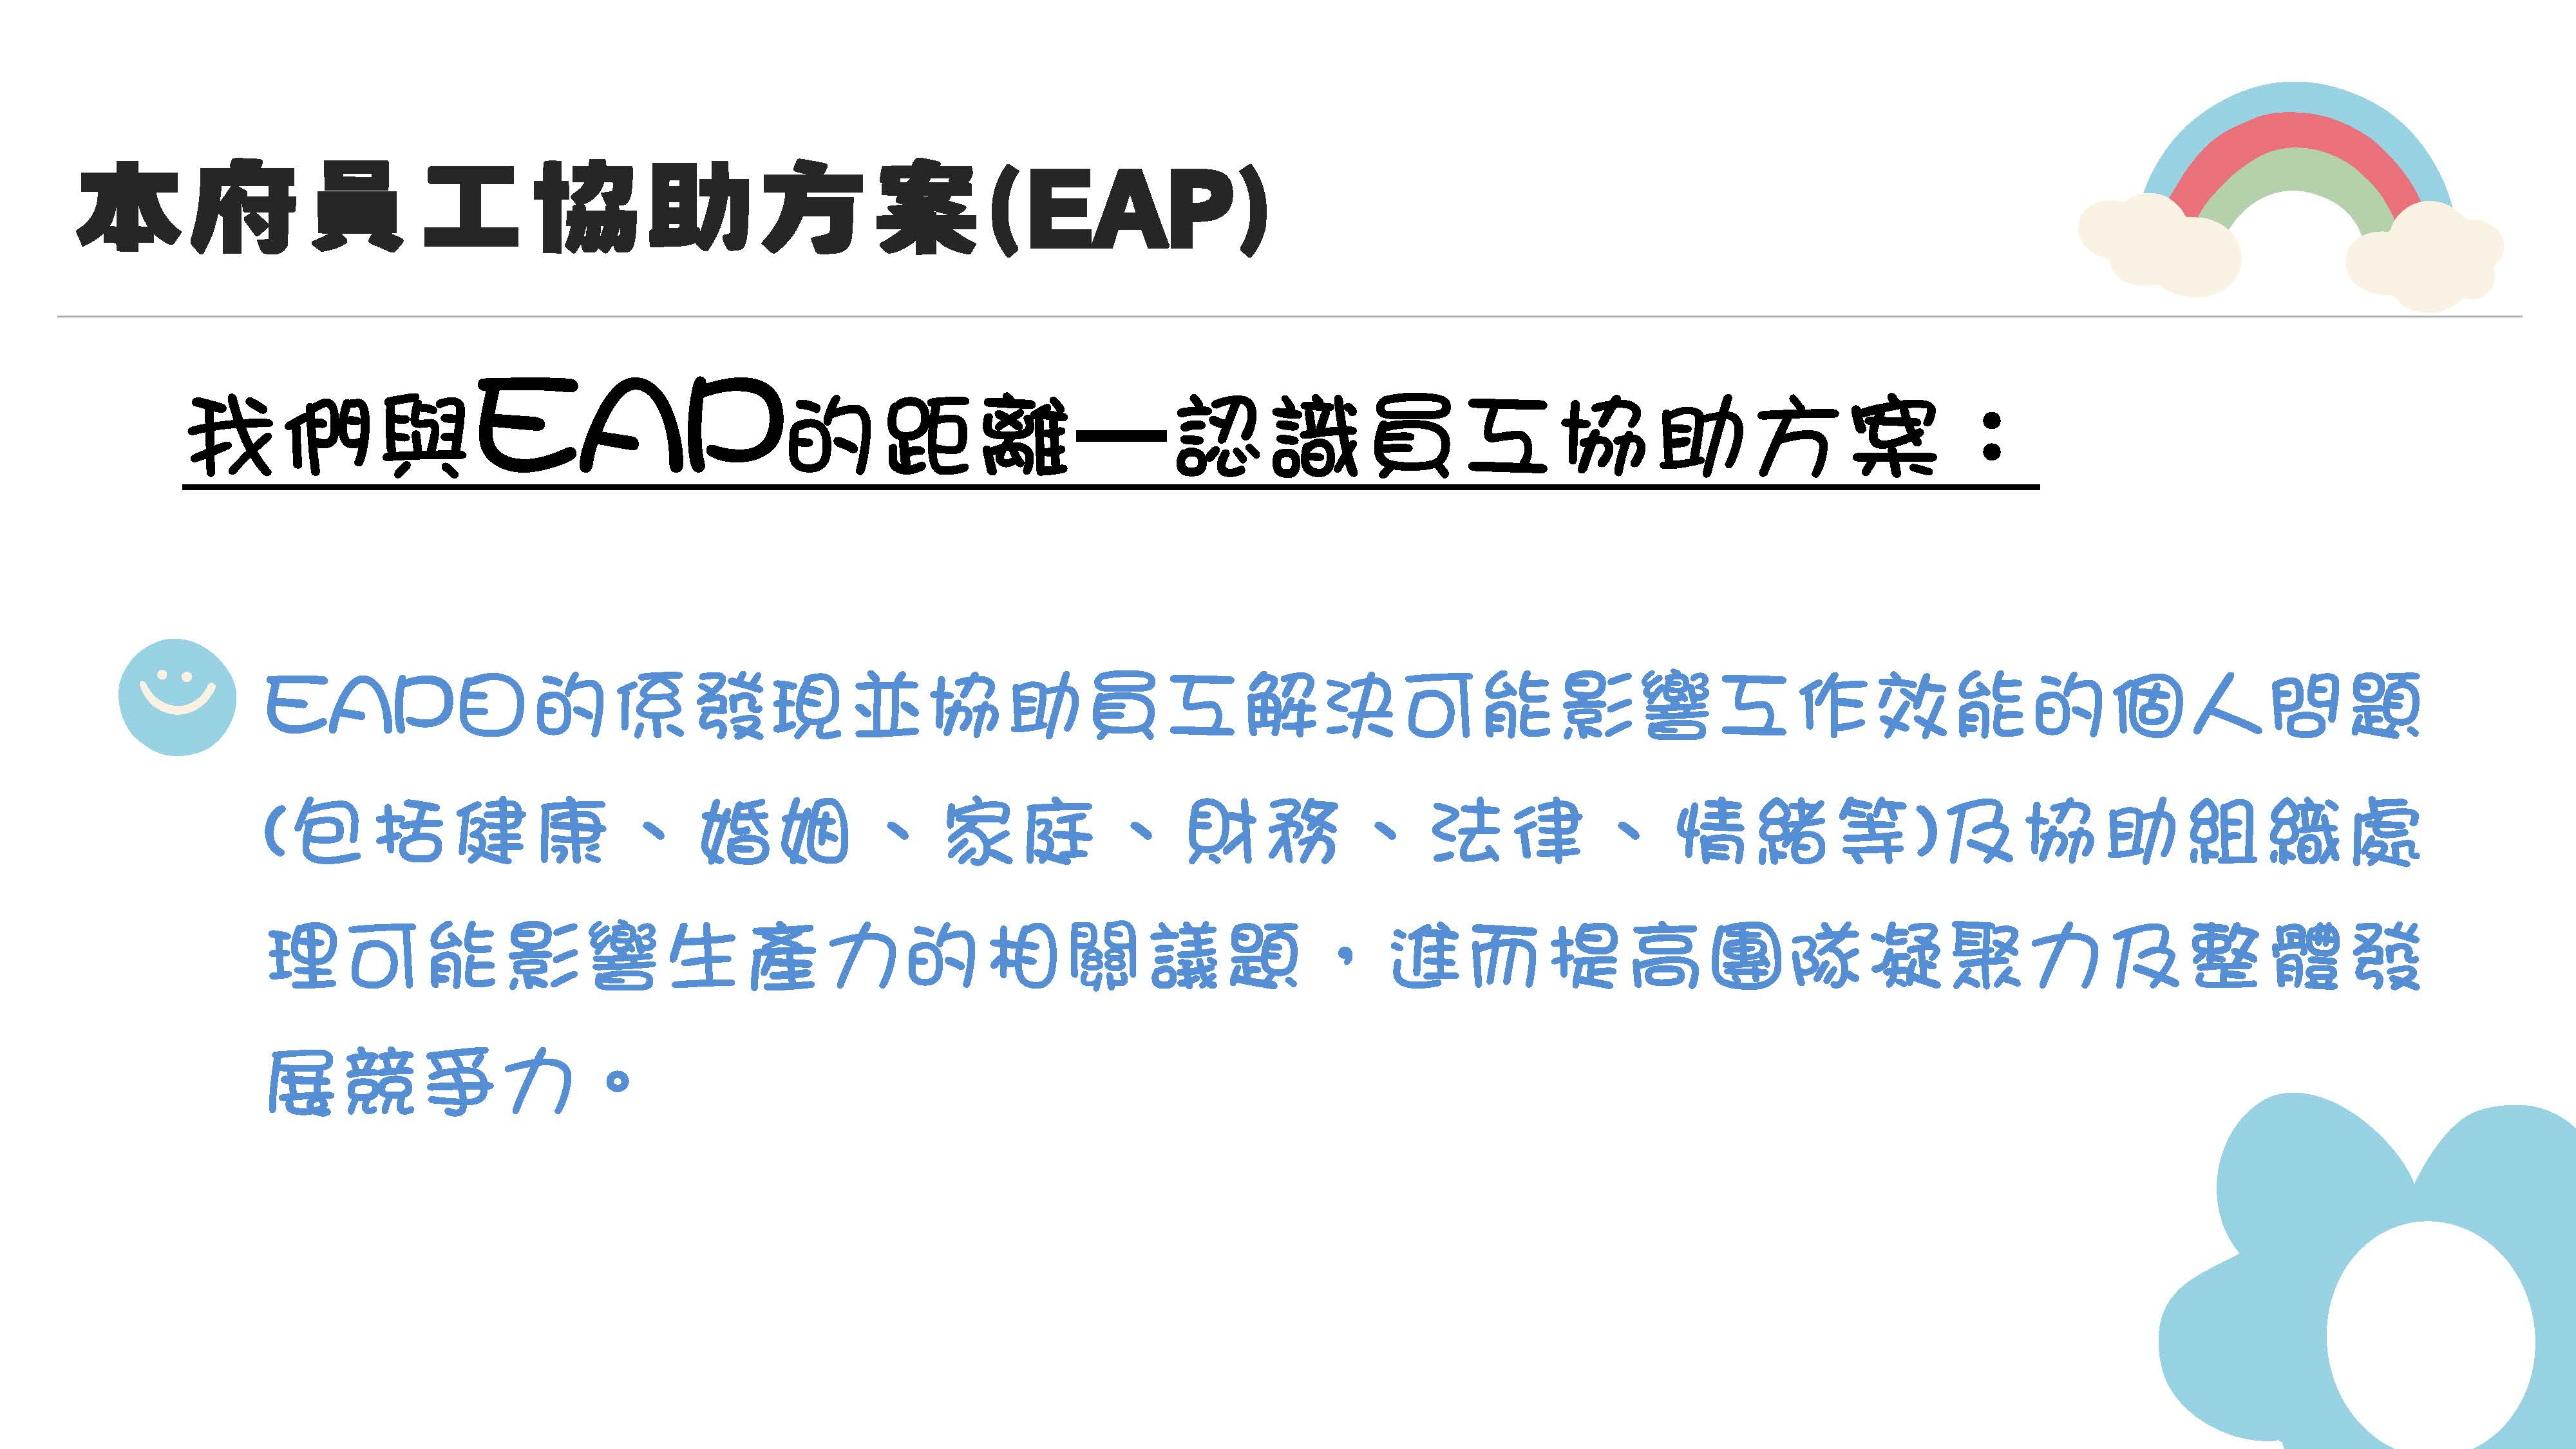 本府員工協助方案(EAP)
我們與EAP的距離—認識員工協助方案：
EAP目的係發現並協助員工解決可能影響工作效能的個人問題
(包括健康、婚姻、家庭、財務、法律、情緒等)及協助組織處
理可能影響生產力的相關議題，進而提高團隊凝聚力及整體發
展競爭力。